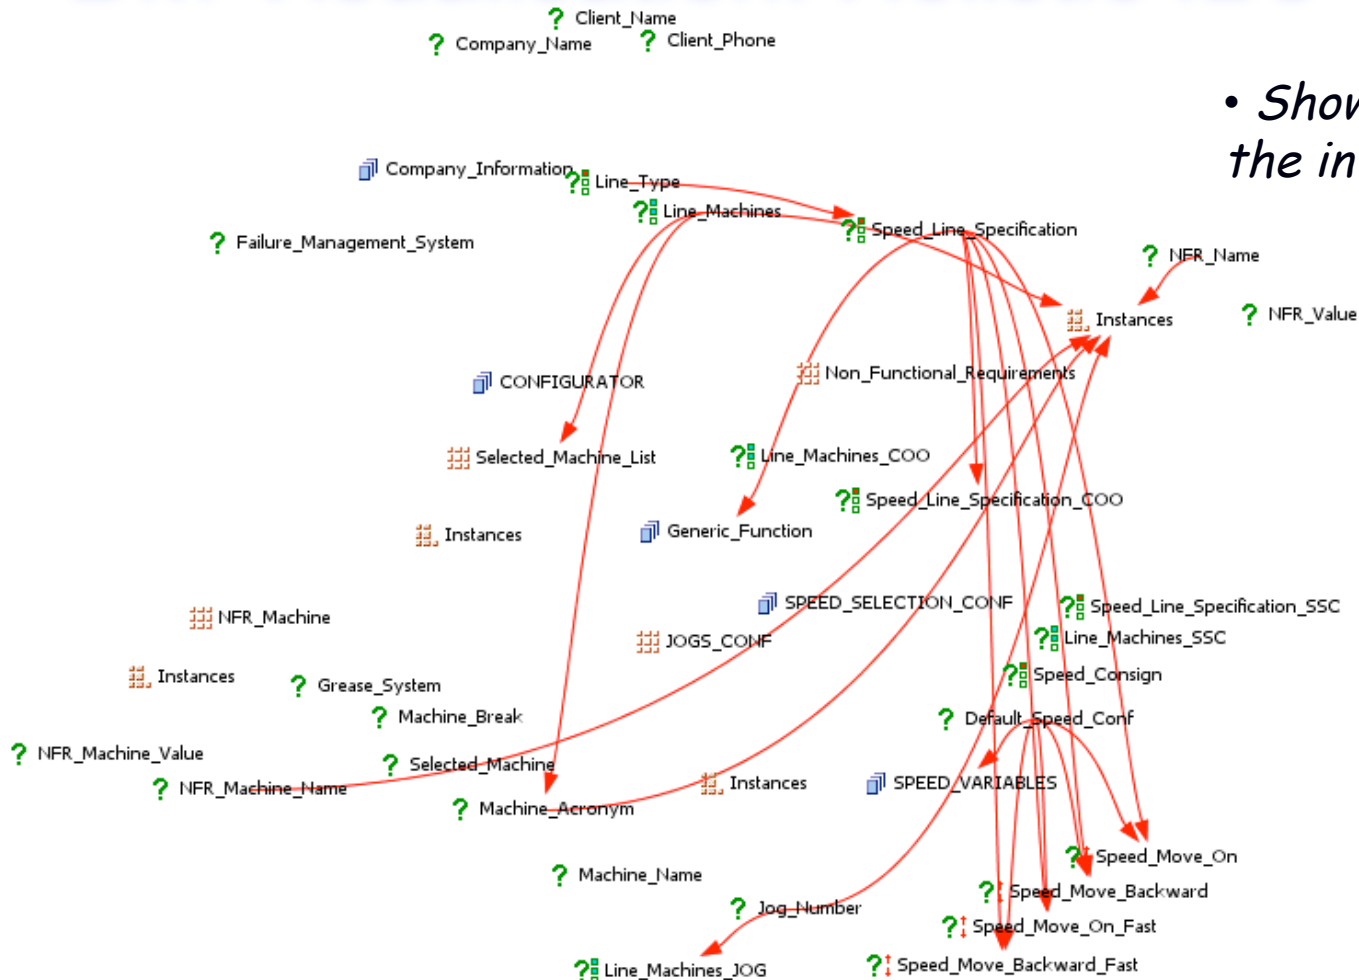 Client_Name
Company_Name
Client_Phone
• Show
the in
Company_Information
Line_Type
Line_Machines
Speed_Line_Specification
Failure_Management_System
NFR_Name
Instances
NFR_Value
Non_Functional_Requirements
CONFIGURATOR
Selected_Machine_List
Line_Machines_COO
Speed_Line_Specification_COO
Instances
Generic_Function
SPEED_SELECTION_CONF
Speed_Line_Specification_SSC
NFR_Machine
JOGS_CONF
Line_Machines_SSC
Instances
Grease_System
Speed_Consign
Machine_Break
Default_Speed_Conf
NFR_Machine_Value
Selected_Machine
NFR_Machine_Name
Instances
SPEED_VARIABLES
Machine_Acronym
Speed_Move_On
Machine_Name
Speed_Move_Backward
Jog_Number
Speed_Move_On_Fast
Line_Machines_JOG
Speed_Move_Backward_Fast